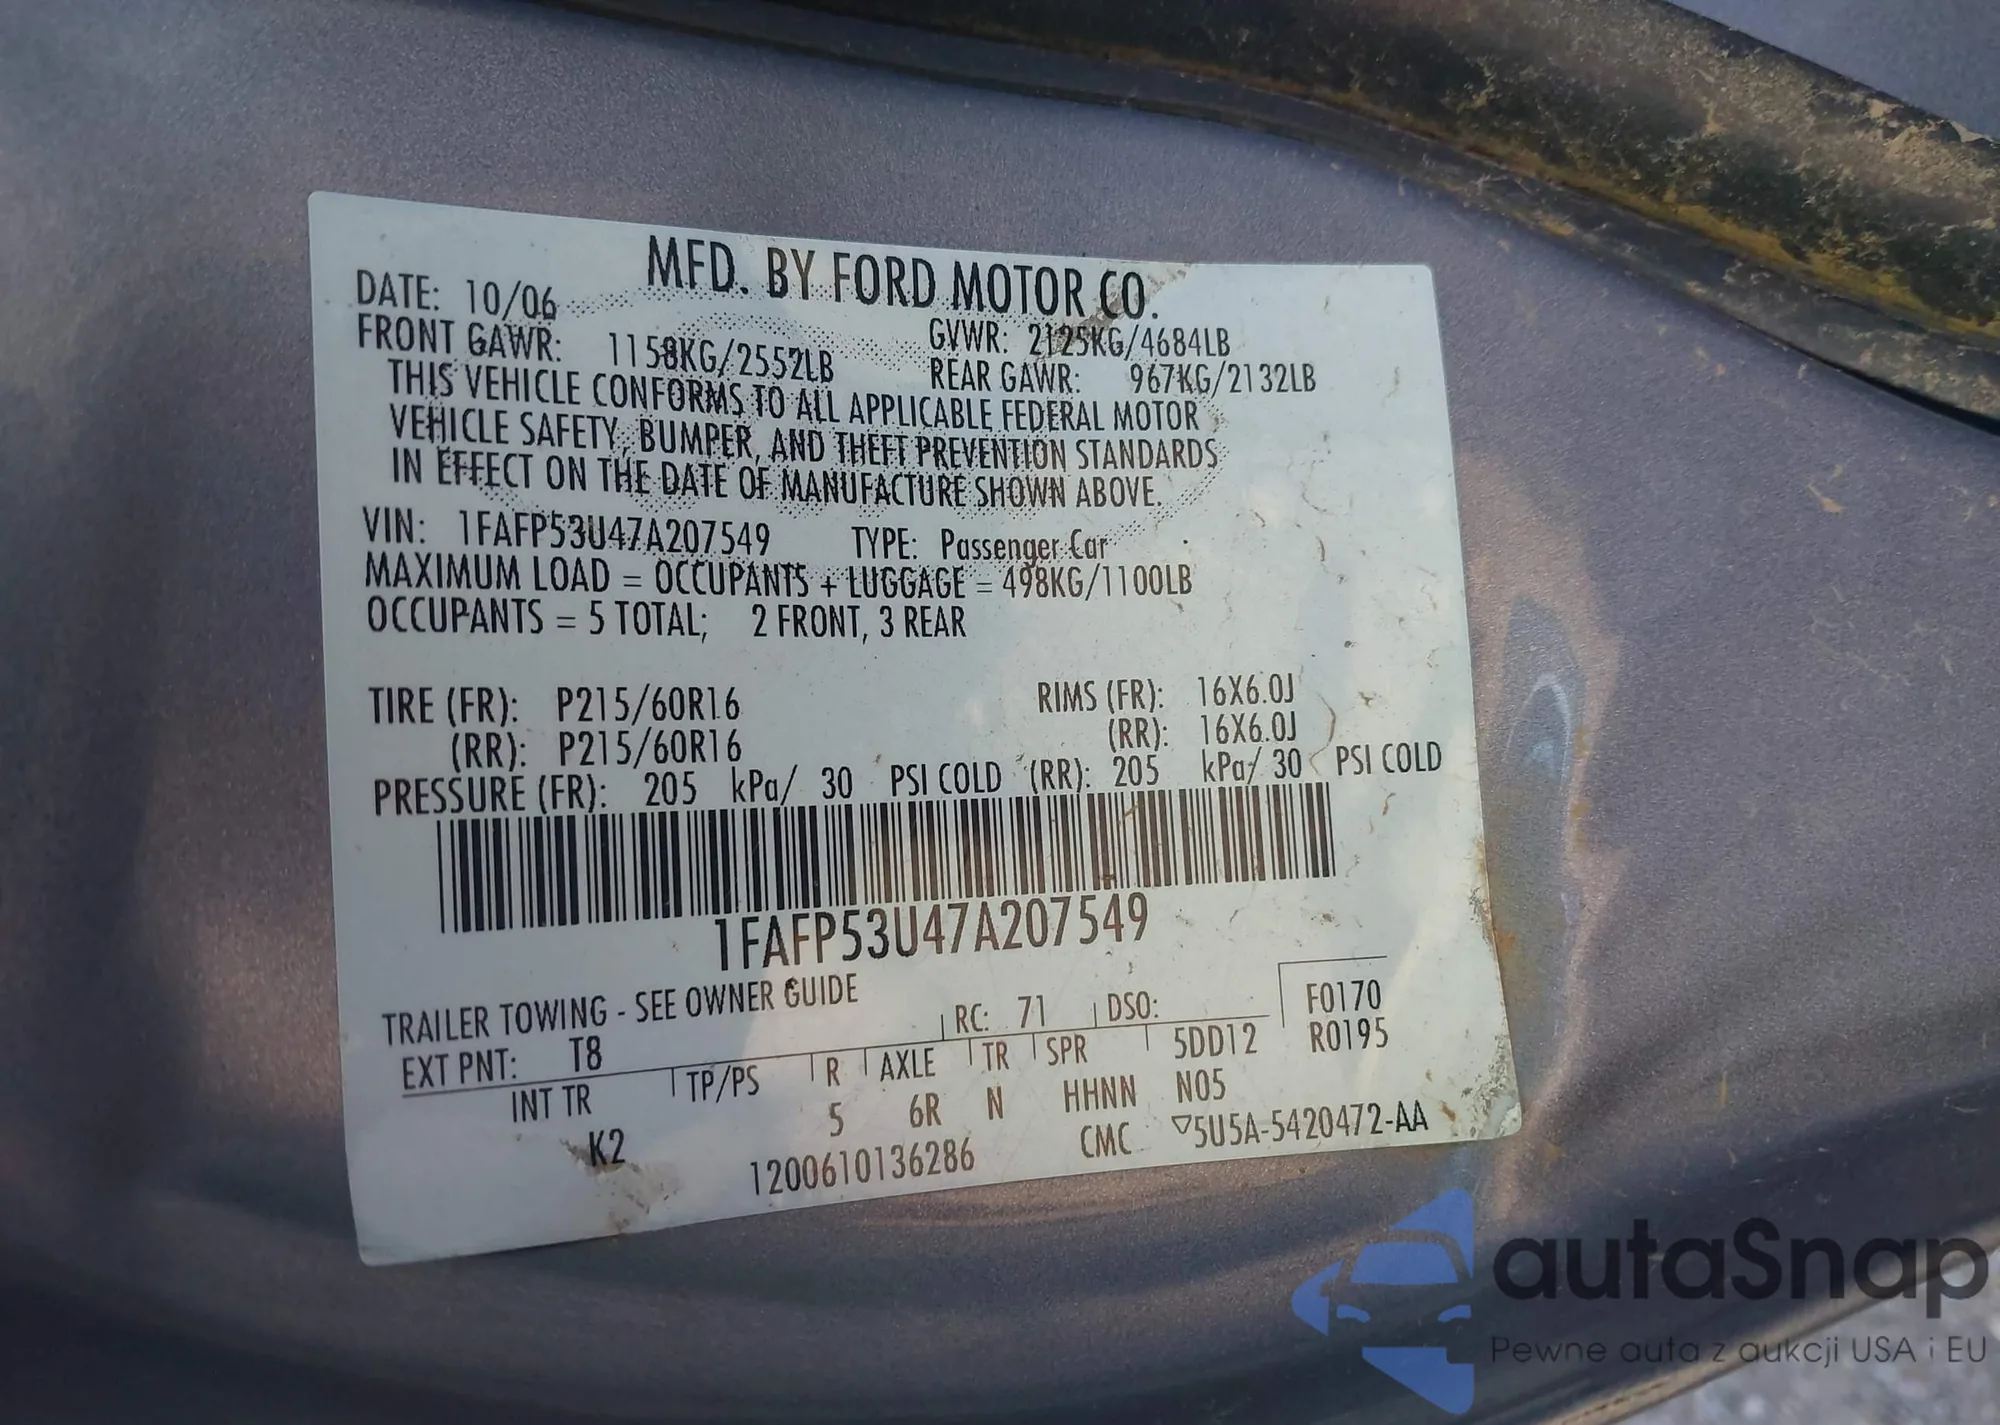 MFD. BY FORD MOTOR CO.
DATE: 10/06
FRONT GAWR: 1158KG/2552LB
GVWR: 2125KG/4684LB
REAR GAWR: 967KG/2132LB
THIS VEHICLE CONFORMS TO ALL APPLICABLE FEDERAL MOTOR
VEHICLE SAFETY, BUMPER, AND THEFT PREVENTION STANDARDS
IN EFFECT ON THE DATE OF MANUFACTURE SHOWN ABOVE.
VIN: 1FAFP53U47A207549 TYPE: Passenger Car
MAXIMUM LOAD = OCCUPANTS + LUGGAGE = 498KG/1100LB
OCCUPANTS = 5 TOTAL; 2 FRONT, 3 REAR
TIRE (FR): P215/60R16 RIMS (FR): 16X6.0J
(RR): P215/60R16 (RR): 16X6.0J
PRESSURE (FR): 205 kPa/ 30 PSI COLD (RR): 205 kPa/ 30 PSI COLD
1FAFP53U47A207549
TRAILER TOWING - SEE OWNER GUIDE
EXT PNT: T8 RC: 71 DSO: F0170
INT TR TP/PS R AXLE TR SPR 5DD12 R0195
K2 5 6R N HHNN N05
1200610136286 CMC ▽5U5A-5420472-AA
autaSnap
Pewne auta z aukcji USA i EU